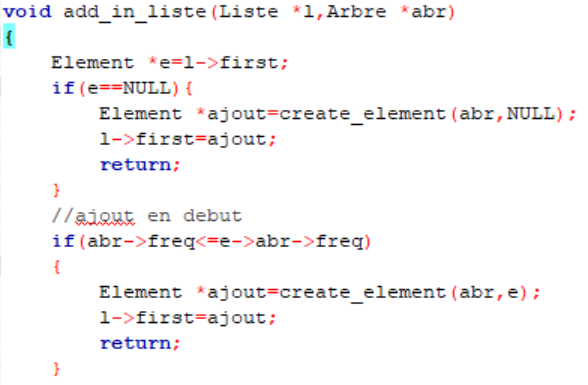 void add_in_liste(Liste *l,Arbre *abr)
{
    Element *e=l->first;
    if(e==NULL){
        Element *ajout=create_element(abr,NULL);
        l->first=ajout;
        return;
    }
    //ajout en debut
    if(abr->freq<=e->abr->freq)
    {
        Element *ajout=create_element(abr,e);
        l->first=ajout;
        return;
    }